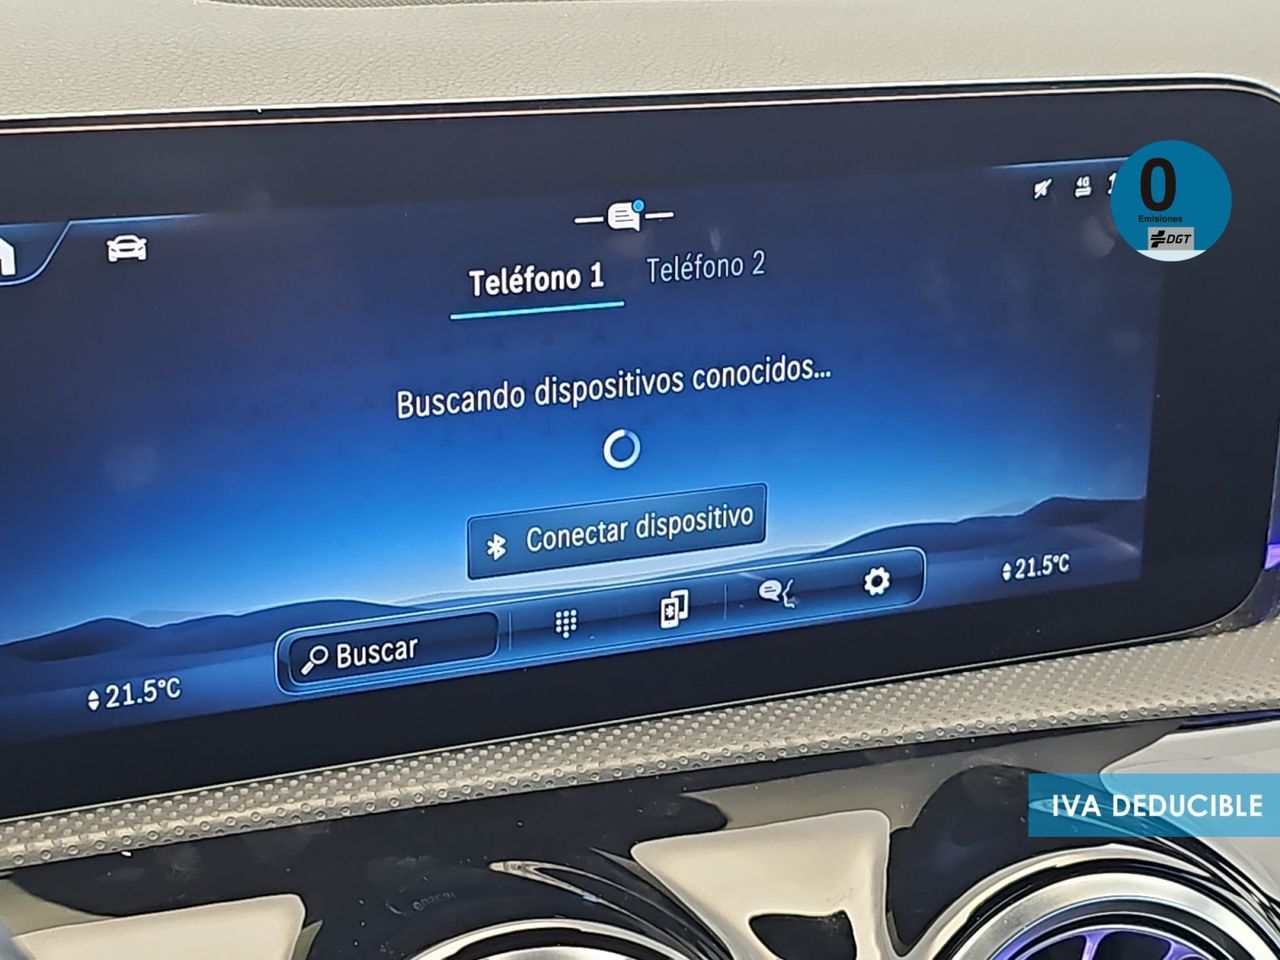 4G
0
Emisiones
DGT
Teléfono 1
Teléfono 2
Buscando dispositivos conocidos...
Conectar dispositivo
21.5°C
Buscar
21.5°C
IVA DEDUCIBLE